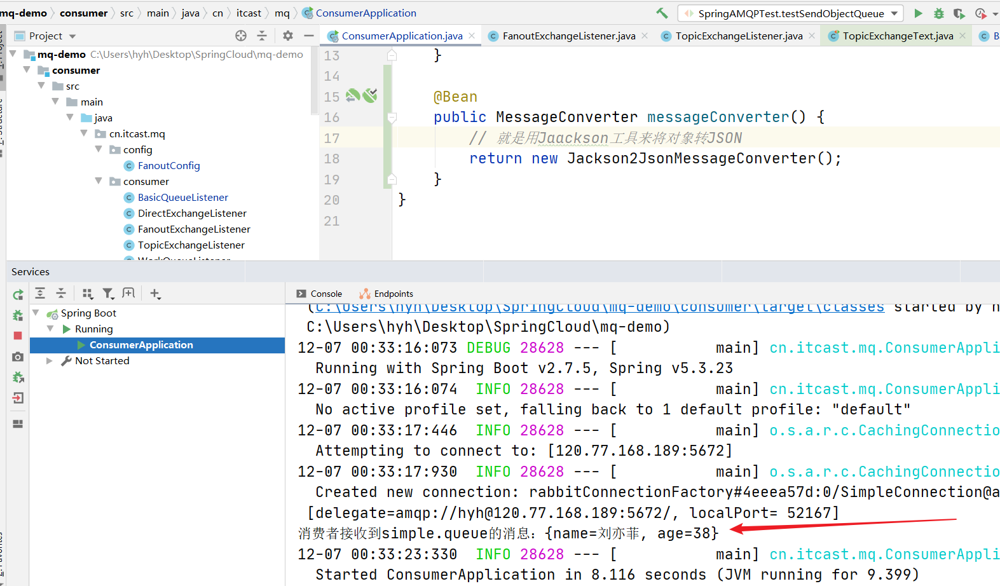 mq-demo consumer src main java cn itcast mq ConsumerApplication SpringAMQPTest.testSendObjectQueue
Project ConsumerApplication.java FanoutExchangeListener.java TopicExchangeListener.java TopicExchangeText.java
mq-demo C:\Users\hyh\Desktop\SpringCloud\mq-demo
consumer
src
main
java
cn.itcast.mq
config
FanoutConfig
consumer
BasicQueueListener
DirectExchangeListener
FanoutExchangeListener
TopicExchangeListener
WorkQueueListener
13 }
14
15 @Bean
16 public MessageConverter messageConverter() {
17 // 就是用Jaackson工具来将对象转JSON
18 return new Jackson2JsonMessageConverter();
19 }
20 }
21
Services
Console Endpoints
Spring Boot
Running
ConsumerApplication
Not Started
(C:\Users\hyh\Desktop\SpringCloud\mq-demo\consumer\target\classes started by h
C:\Users\hyh\Desktop\SpringCloud\mq-demo)
12-07 00:33:16:073 DEBUG 28628 --- [ main] cn.itcast.mq.ConsumerAppli
Running with Spring Boot v2.7.5, Spring v5.3.23
12-07 00:33:16:074 INFO 28628 --- [ main] cn.itcast.mq.ConsumerAppli
No active profile set, falling back to 1 default profile: "default"
12-07 00:33:17:446 INFO 28628 --- [ main] o.s.a.r.c.CachingConnectio
Attempting to connect to: [120.77.168.189:5672]
12-07 00:33:17:930 INFO 28628 --- [ main] o.s.a.r.c.CachingConnectio
Created new connection: rabbitConnectionFactory#4eeea57d:0/SimpleConnection@a
[delegate=amqp://hyh@120.77.168.189:5672/, localPort= 52167]
消费者接收到simple.queue的消息：{name=刘亦菲, age=38}
12-07 00:33:23:330 INFO 28628 --- [ main] cn.itcast.mq.ConsumerAppli
Started ConsumerApplication in 8.116 seconds (JVM running for 9.399)